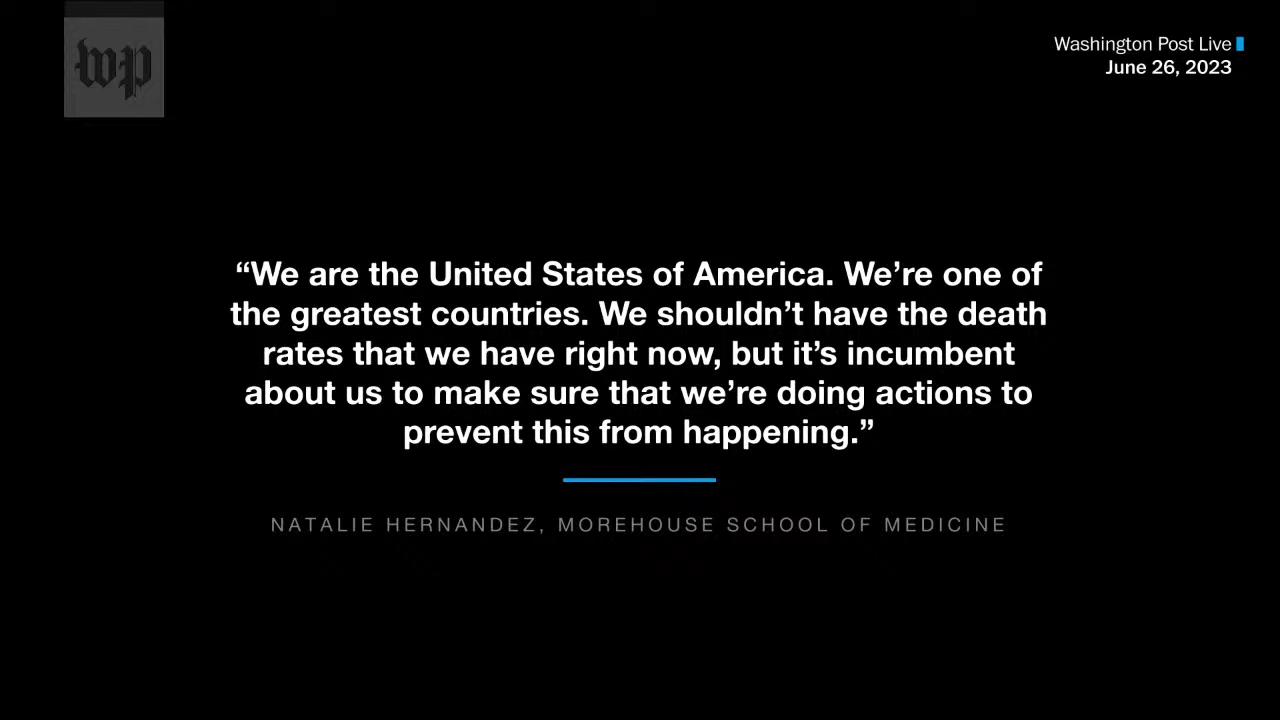 wp
Washington Post Live
June 26, 2023
“We are the United States of America. We’re one of
the greatest countries. We shouldn’t have the death
rates that we have right now, but it’s incumbent
about us to make sure that we’re doing actions to
prevent this from happening.”
NATALIE HERNANDEZ, MOREHOUSE SCHOOL OF MEDICINE